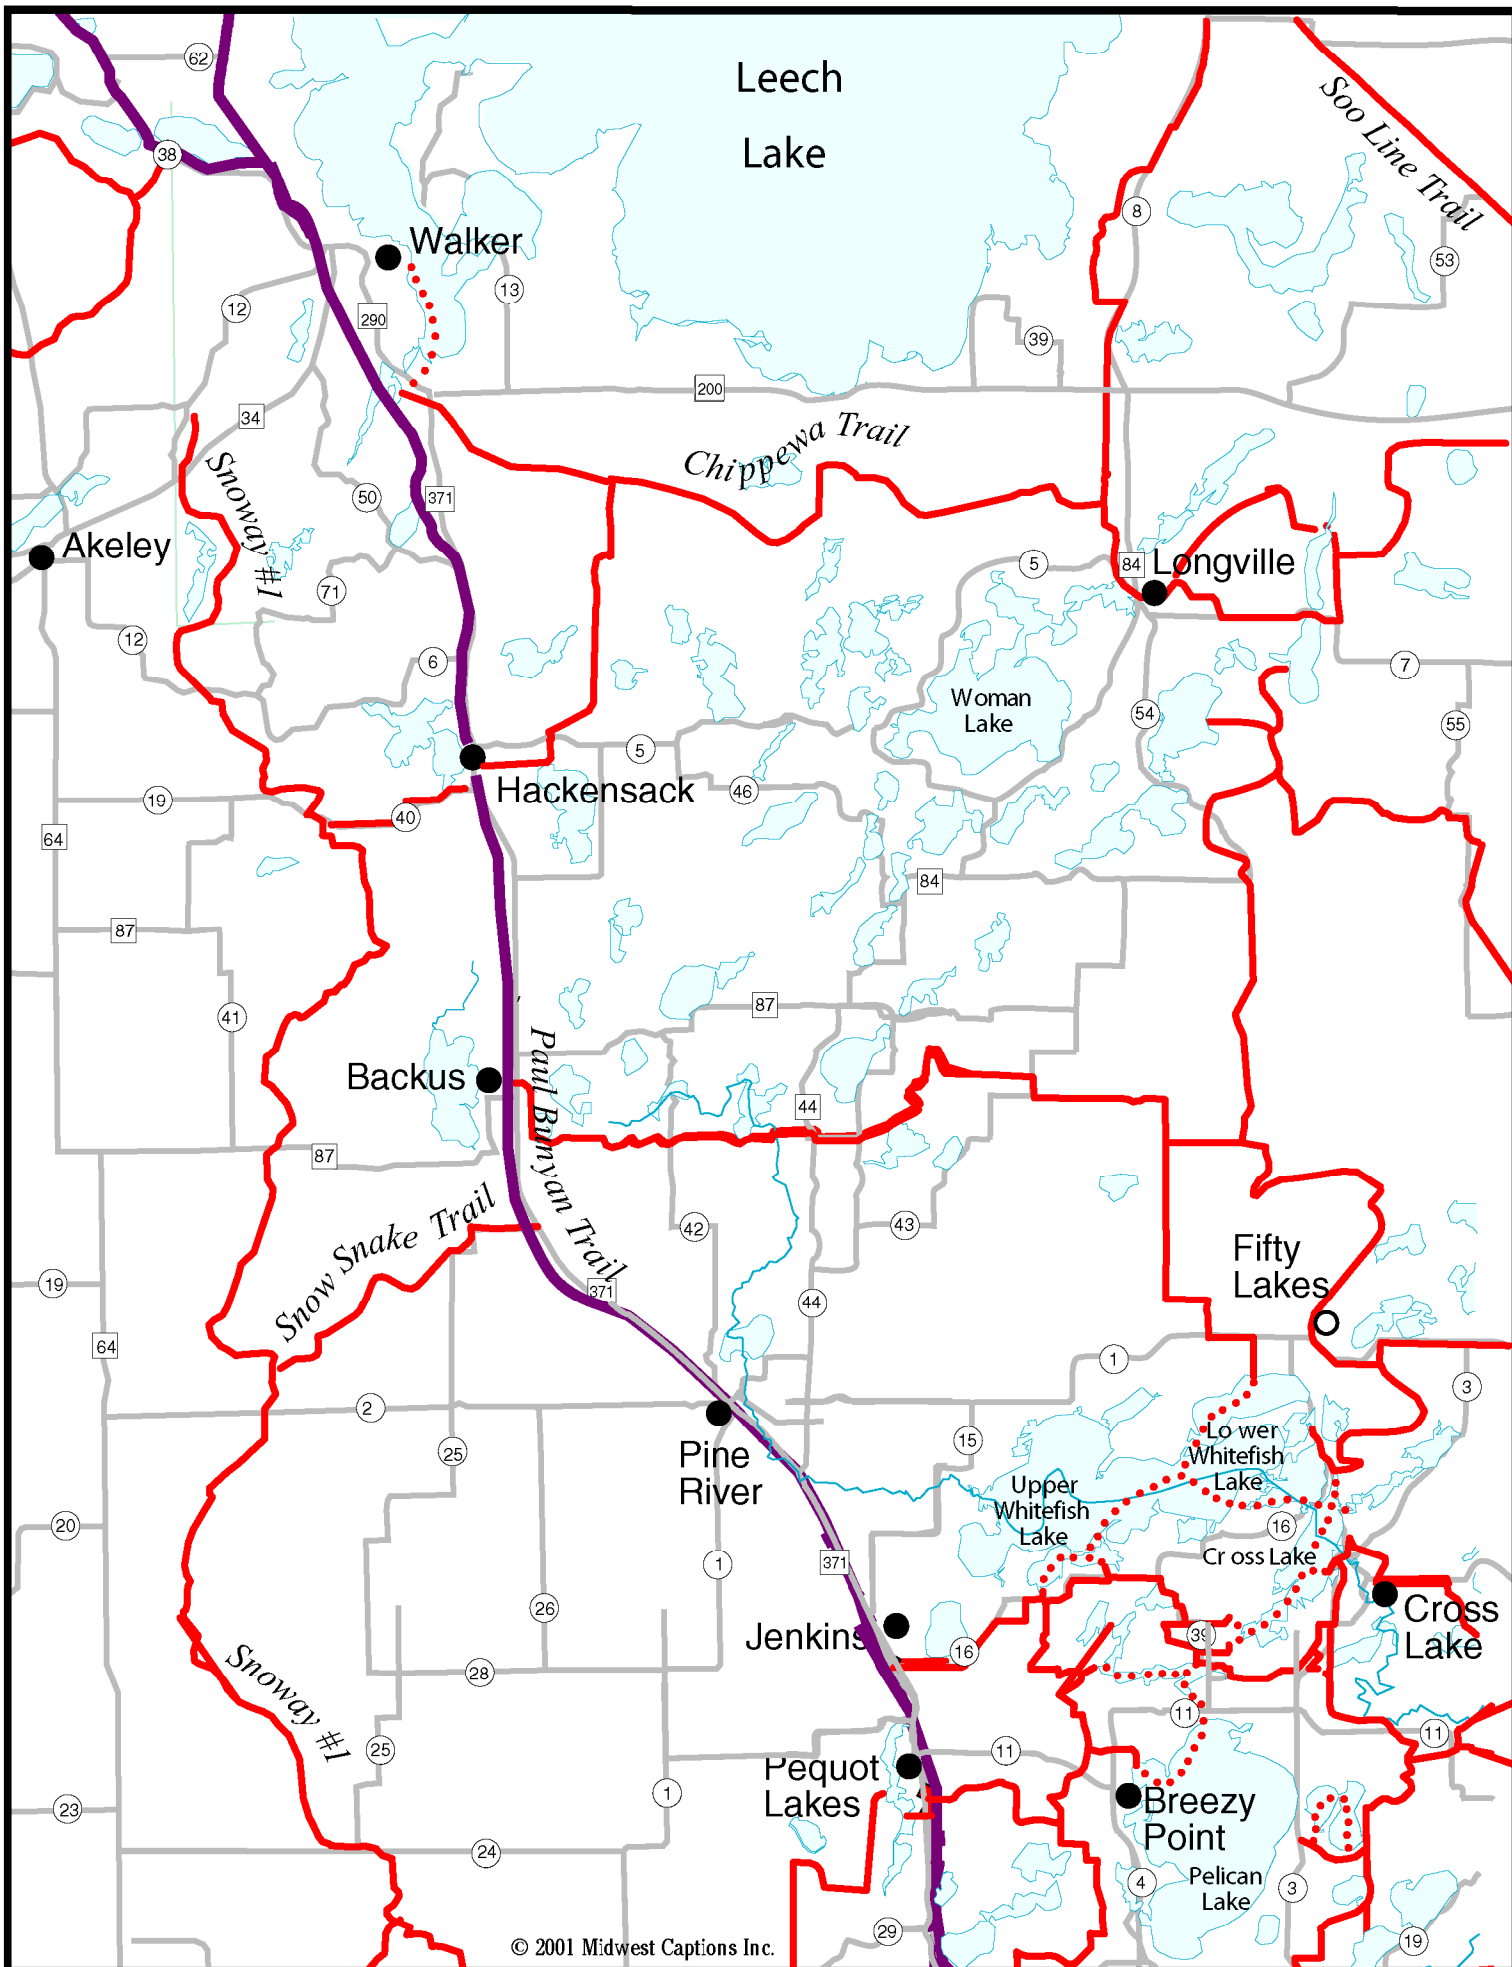 62
Leech
Lake
Soo Line Trail
38
8
Walker
53
13
12
290
39
200
34
Chippewa Trail
Snoway #1
50
371
Akeley
5
84
Longville
71
12
6
7
Woman
Lake
54
55
5
Hackensack
46
19
40
64
84
87
87
41
Paul Bunyan Trail
Backus
44
87
Snow Snake Trail
42
43
Fifty
Lakes
19
371
44
64
1
3
2
15
25
Pine
River
Lower
Whitefish
Lake
Upper
Whitefish
Lake
20
16
Cross Lake
371
1
26
Cross
Lake
Jenkins
39
16
28
Snoway #1
11
11
25
11
Pequot
Lakes
1
23
Breezy
Point
24
Pelican
Lake
4
3
29
19
© 2001 Midwest Captions Inc.